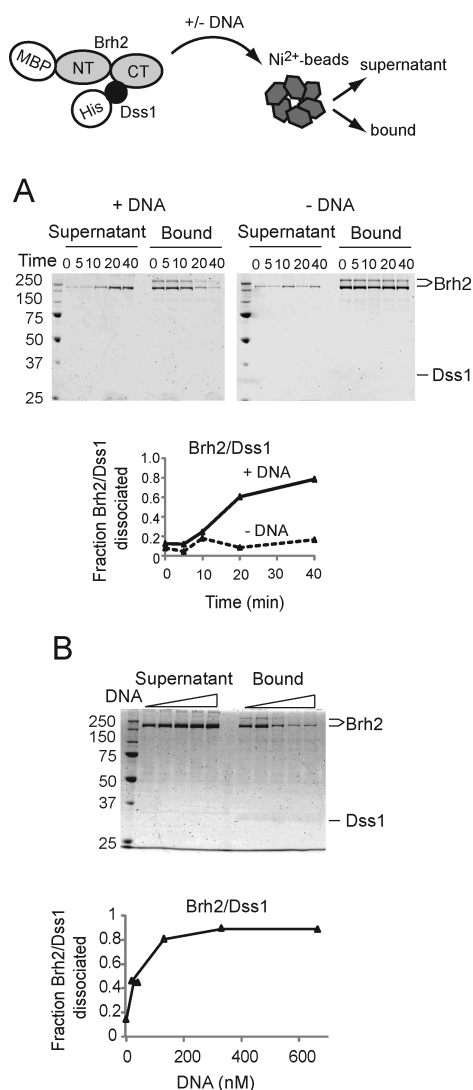 +/- DNA
Brh2
MBP
NT
CT
His
Dss1
Ni2+-beads
supernatant
bound
A
+ DNA
- DNA
Supernatant Bound Supernatant Bound
Time 0 5 10 20 40 0 5 10 20 40 0 5 10 20 40 0 5 10 20 40
250
150
75
50
37
25
Brh2
Dss1
Brh2/Dss1
Fraction Brh2/Dss1
dissociated
1.0
0.8
0.6
0.4
0.2
0
+ DNA
- DNA
0 10 20 40
Time (min)
B
Supernatant Bound
DNA
250
150
75
50
37
25
Brh2
Dss1
Brh2/Dss1
Fraction Brh2/Dss1
dissociated
1
0.8
0.6
0.4
0.2
0
0 200 400 600
DNA (nM)